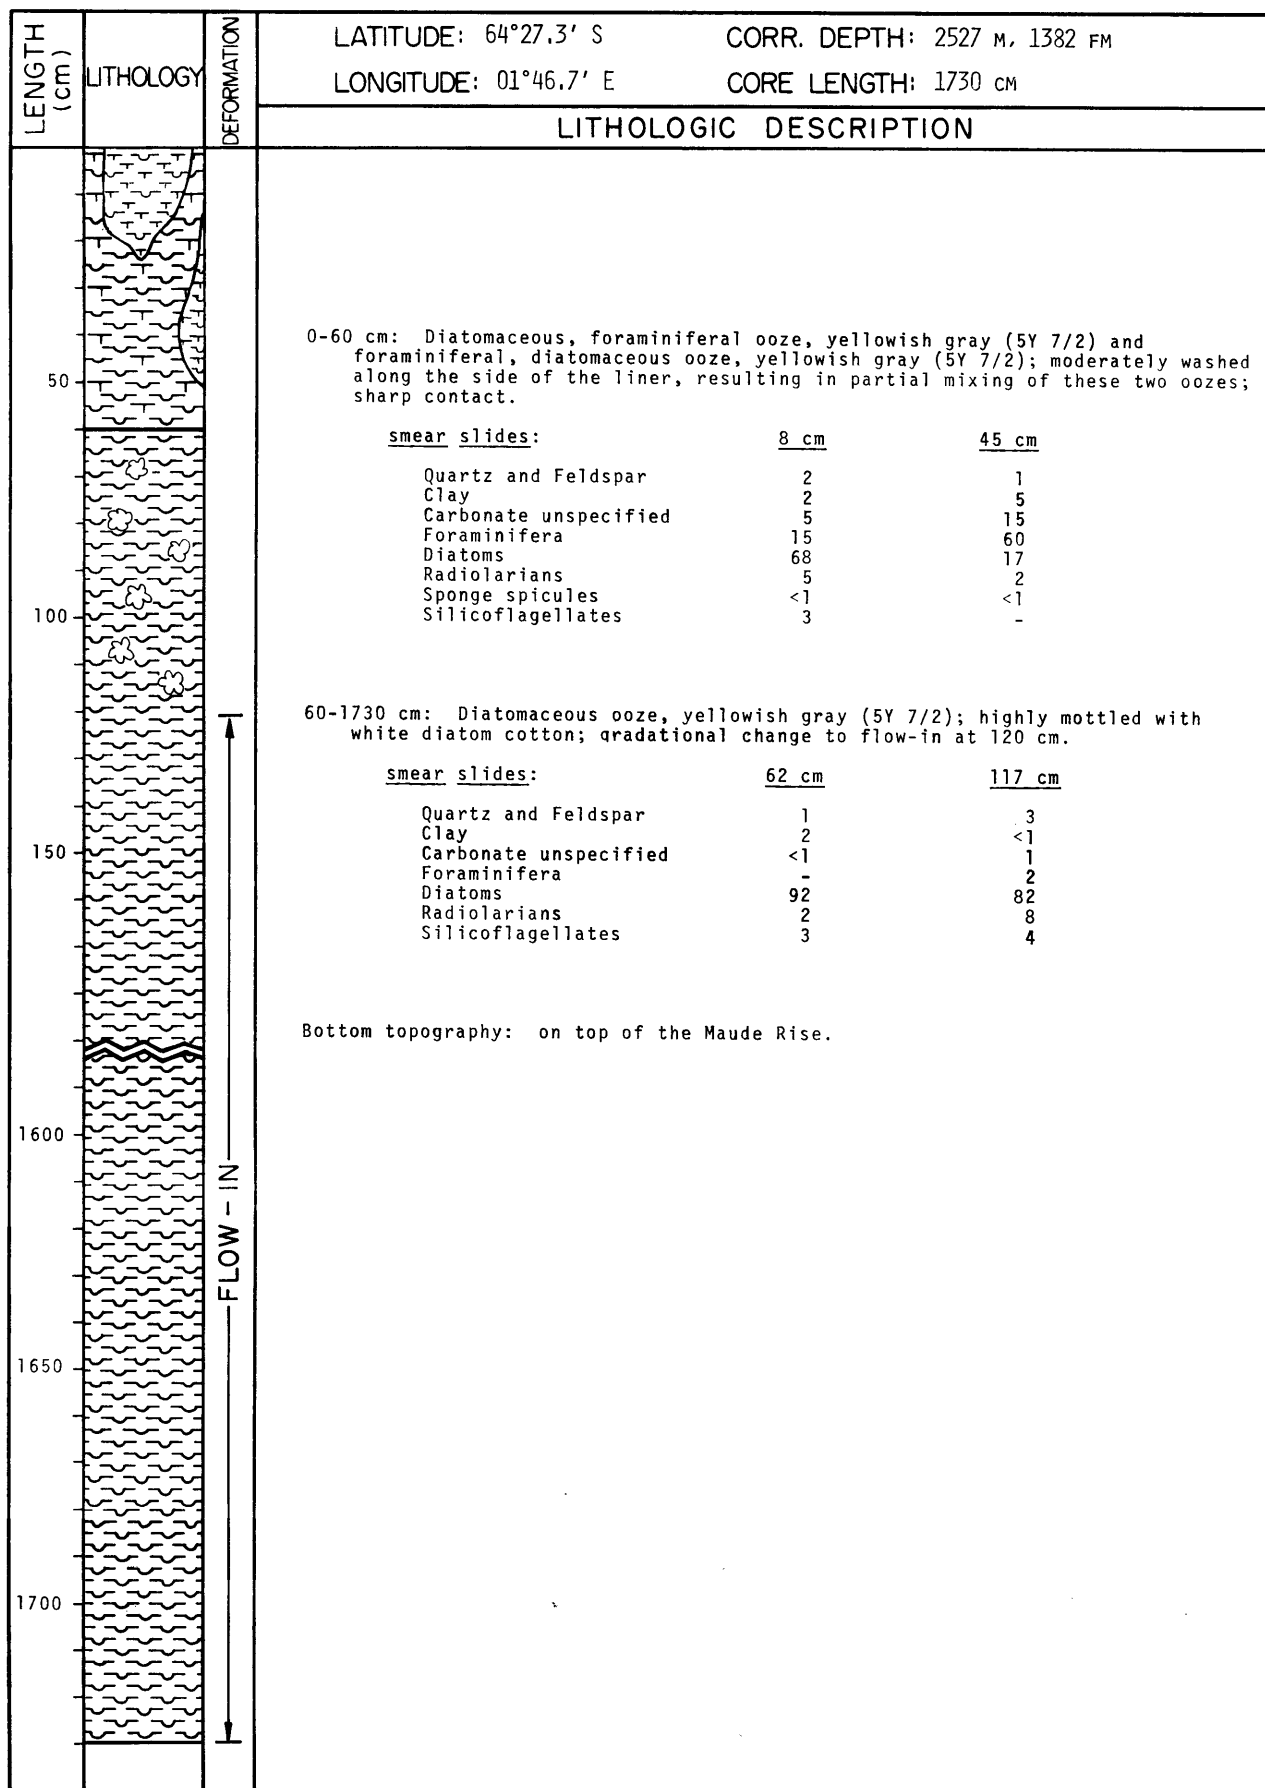 LENGTH (cm)
LITHOLOGY
DEFORMATION
LATITUDE: 64°27.3' S
CORR. DEPTH: 2527 M, 1382 FM
LONGITUDE: 01°46.7' E
CORE LENGTH: 1730 CM
LITHOLOGIC DESCRIPTION
0-60 cm: Diatomaceous, foraminiferal ooze, yellowish gray (5Y 7/2) and
foraminiferal, diatomaceous ooze, yellowish gray (5Y 7/2); moderately washed
along the side of the liner, resulting in partial mixing of these two oozes;
sharp contact.
smear slides: 8 cm 45 cm
Quartz and Feldspar 2 1
Clay 2 5
Carbonate unspecified 5 15
Foraminifera 15 60
Diatoms 68 17
Radiolarians 5 2
Sponge spicules <1 <1
Silicoflagellates 3 -
60-1730 cm: Diatomaceous ooze, yellowish gray (5Y 7/2); highly mottled with
white diatom cotton; gradational change to flow-in at 120 cm.
smear slides: 62 cm 117 cm
Quartz and Feldspar 1 3
Clay 2 <1
Carbonate unspecified <1 1
Foraminifera - 2
Diatoms 92 82
Radiolarians 2 8
Silicoflagellates 3 4
Bottom topography: on top of the Maude Rise.
50
100
150
1600
1650
1700
FLOW-IN